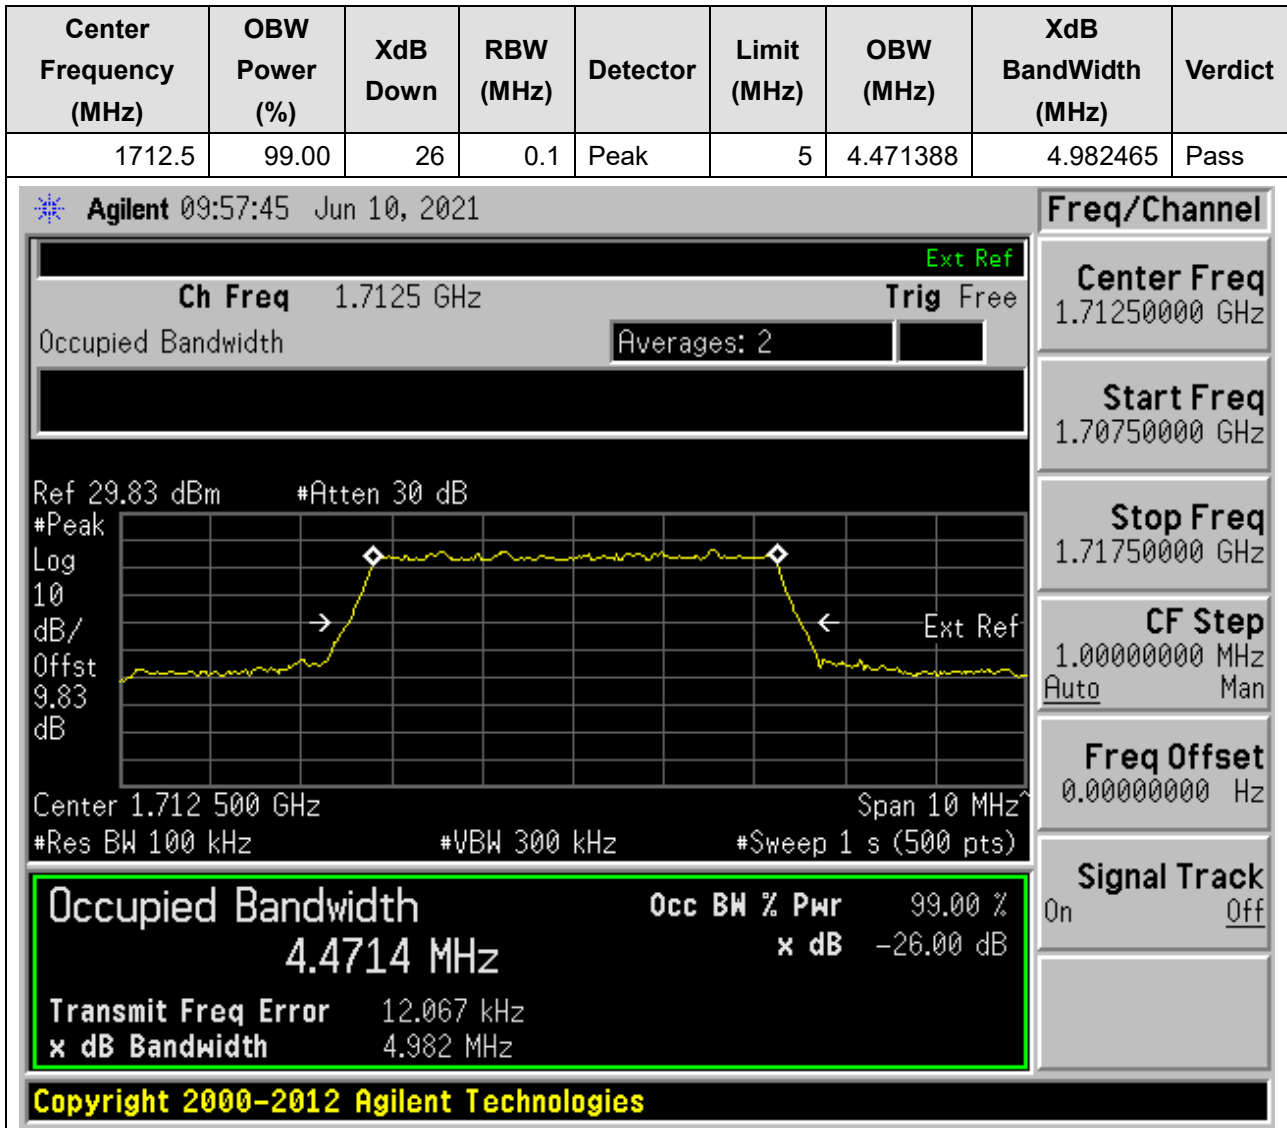 Center Frequency (MHz) OBW Power (%) XdB Down RBW (MHz) Detector Limit (MHz) OBW (MHz) XdB BandWidth (MHz) Verdict
1712.5 99.00 26 0.1 Peak 5 4.471388 4.982465 Pass
Agilent 09:57:45 Jun 10, 2021
Freq/Channel
Ext Ref
Ch Freq 1.7125 GHz Trig Free
Occupied Bandwidth Averages: 2
Center Freq
1.71250000 GHz
Start Freq
1.70750000 GHz
Ref 29.83 dBm #Atten 30 dB
#Peak
Log
10
dB/
Offst
9.83
dB
Ext Ref
Stop Freq
1.71750000 GHz
CF Step
1.00000000 MHz
Auto Man
Freq Offset
0.00000000 Hz
Center 1.712 500 GHz Span 10 MHz^
#Res BW 100 kHz #VBW 300 kHz #Sweep 1 s (500 pts)
Signal Track
On Off
Occupied Bandwidth Occ BW % Pwr 99.00 %
4.4714 MHz x dB -26.00 dB
Transmit Freq Error 12.067 kHz
x dB Bandwidth 4.982 MHz
Copyright 2000-2012 Agilent Technologies